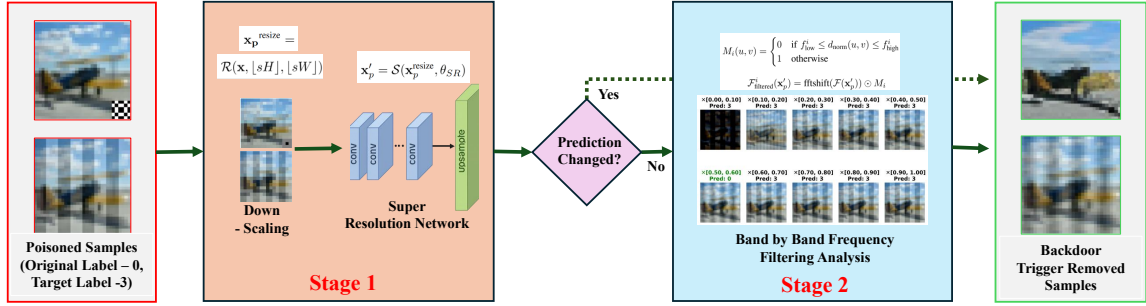 Poisoned Samples
(Original Label – 0,
Target Label -3)
x_p^resize =
R(x, ⌊sH⌋, ⌊sW⌋)
x′_p = S(x_p^resize, θ_SR)
conv
conv
...
conv
upsample
Down
- Scaling
Super
Resolution Network
Stage 1
Prediction
Changed?
Yes
No
M_i(u, v) = { 0 if f^i_low ≤ d_norm(u, v) ≤ f^i_high
1 otherwise
F^i_filtered(x′_p) = fftshift(F(x′_p)) ⊙ M_i
×[0.00, 0.10] ×[0.10, 0.20] ×[0.20, 0.30] ×[0.30, 0.40] ×[0.40, 0.50]
Pred: 3 Pred: 3 Pred: 3 Pred: 3 Pred: 3
×[0.50, 0.60] ×[0.60, 0.70] ×[0.70, 0.80] ×[0.80, 0.90] ×[0.90, 1.00]
Pred: 0 Pred: 3 Pred: 3 Pred: 3 Pred: 3
Band by Band Frequency
Filtering Analysis
Stage 2
Backdoor
Trigger Removed
Samples